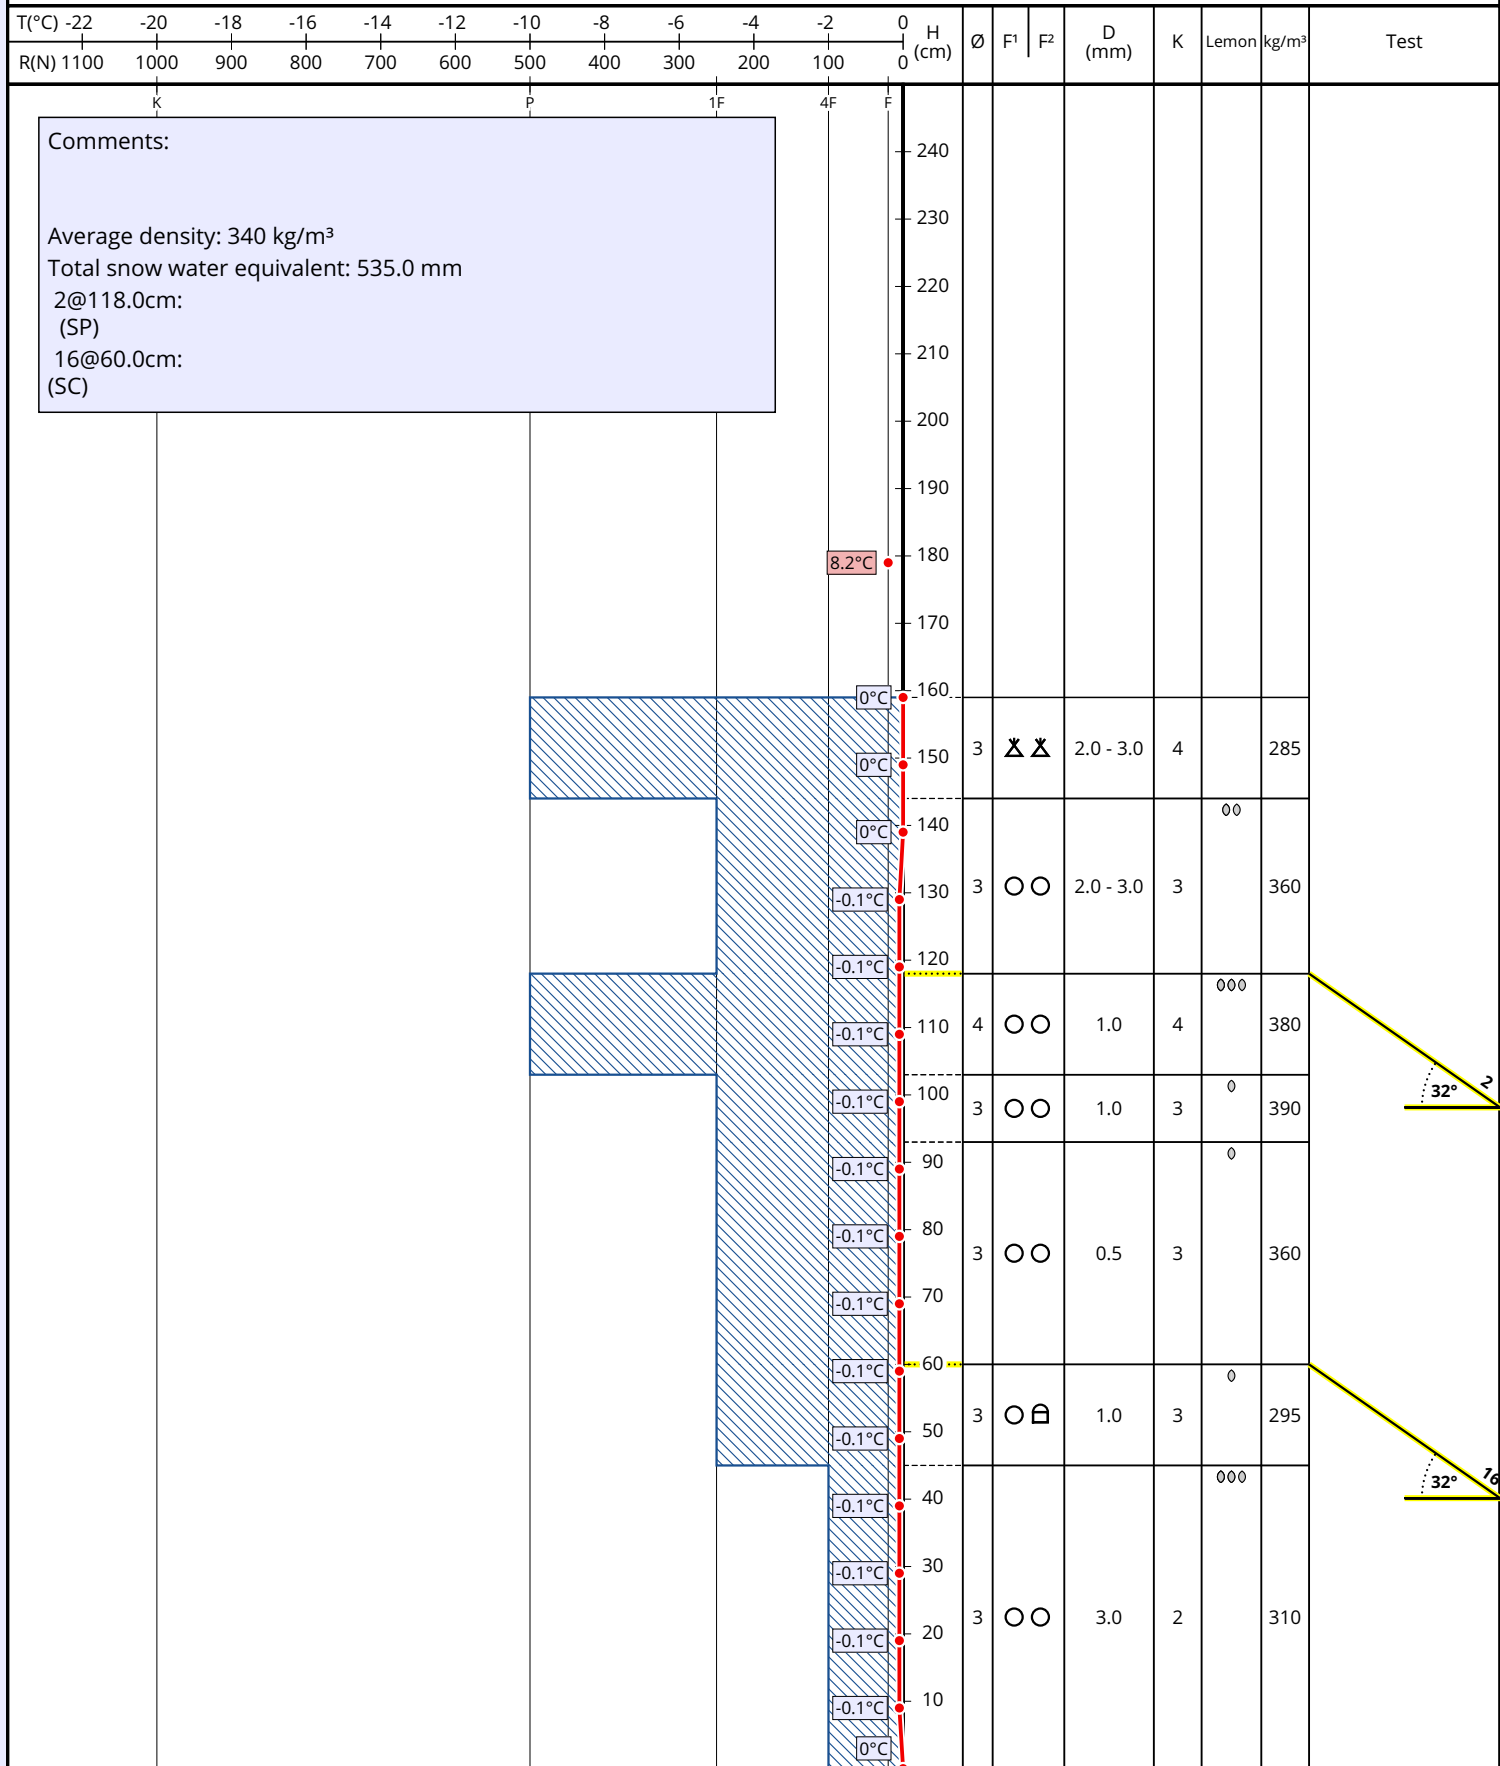 T(°C) -22 -20 -18 -16 -14 -12 -10 -8 -6 -4 -2 0
R(N) 1100 1000 900 800 700 600 500 400 300 200 100 0
H (cm) Ø F¹ F² D (mm) K Lemon kg/m³ Test
K P 1F 4F F
Comments:
Average density: 340 kg/m³
Total snow water equivalent: 535.0 mm
2@118.0cm:
(SP)
16@60.0cm:
(SC)
240
230
220
210
200
190
180
8.2°C
170
160
0°C
3 2.0 - 3.0 4 285
150
0°C
140
0°C
3 2.0 - 3.0 3 360
130
-0.1°C
120
-0.1°C
4 1.0 4 380
110
-0.1°C
100
-0.1°C
3 1.0 3 390
32° 2
90
-0.1°C
80
-0.1°C
3 0.5 3 360
70
-0.1°C
60
-0.1°C
3 1.0 3 295
50
-0.1°C
32° 16
40
-0.1°C
30
-0.1°C
3 3.0 2 310
20
-0.1°C
10
-0.1°C
0°C